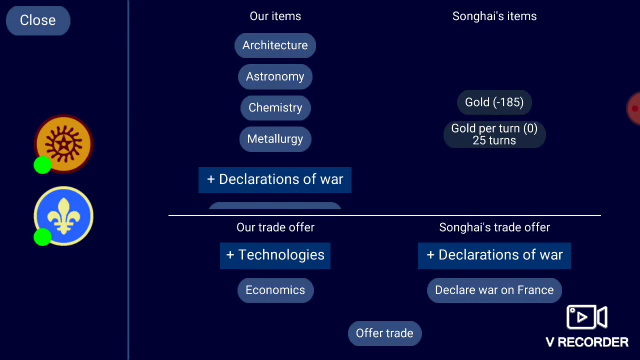 Close
Our items
Architecture
Astronomy
Chemistry
Metallurgy
+ Declarations of war
Songhai's items
Gold (-185)
Gold per turn (0)
25 turns
Our trade offer
+ Technologies
Economics
Songhai's trade offer
+ Declarations of war
Declare war on France
Offer trade
V RECORDER